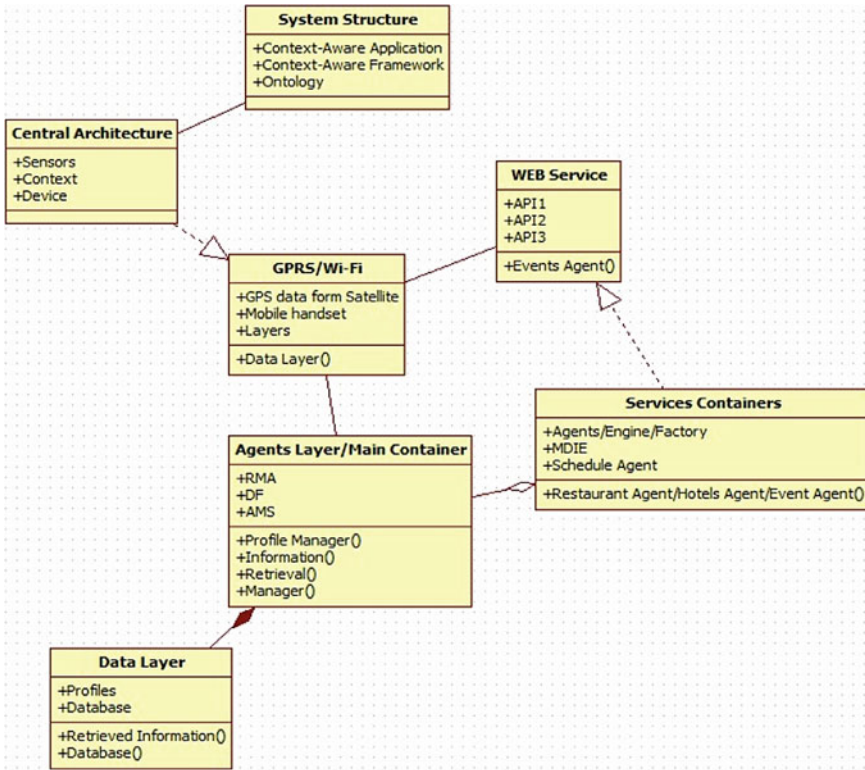 System Structure
+Context-Aware Application
+Context-Aware Framework
+Ontology
Central Architecture
+Sensors
+Context
+Device
WEB Service
+API1
+API2
+API3
+Events Agent()
GPRS/Wi-Fi
+GPS data form Satellite
+Mobile handset
+Layers
+Data Layer()
Services Containers
+Agents/Engine/Factory
+MDIE
+Schedule Agent
+Restaurant Agent/Hotels Agent/Event Agent()
Agents Layer/Main Container
+RMA
+DF
+AMS
+Profile Manager()
+Information()
+Retrieval()
+Manager()
Data Layer
+Profiles
+Database
+Retrieved Information()
+Database()